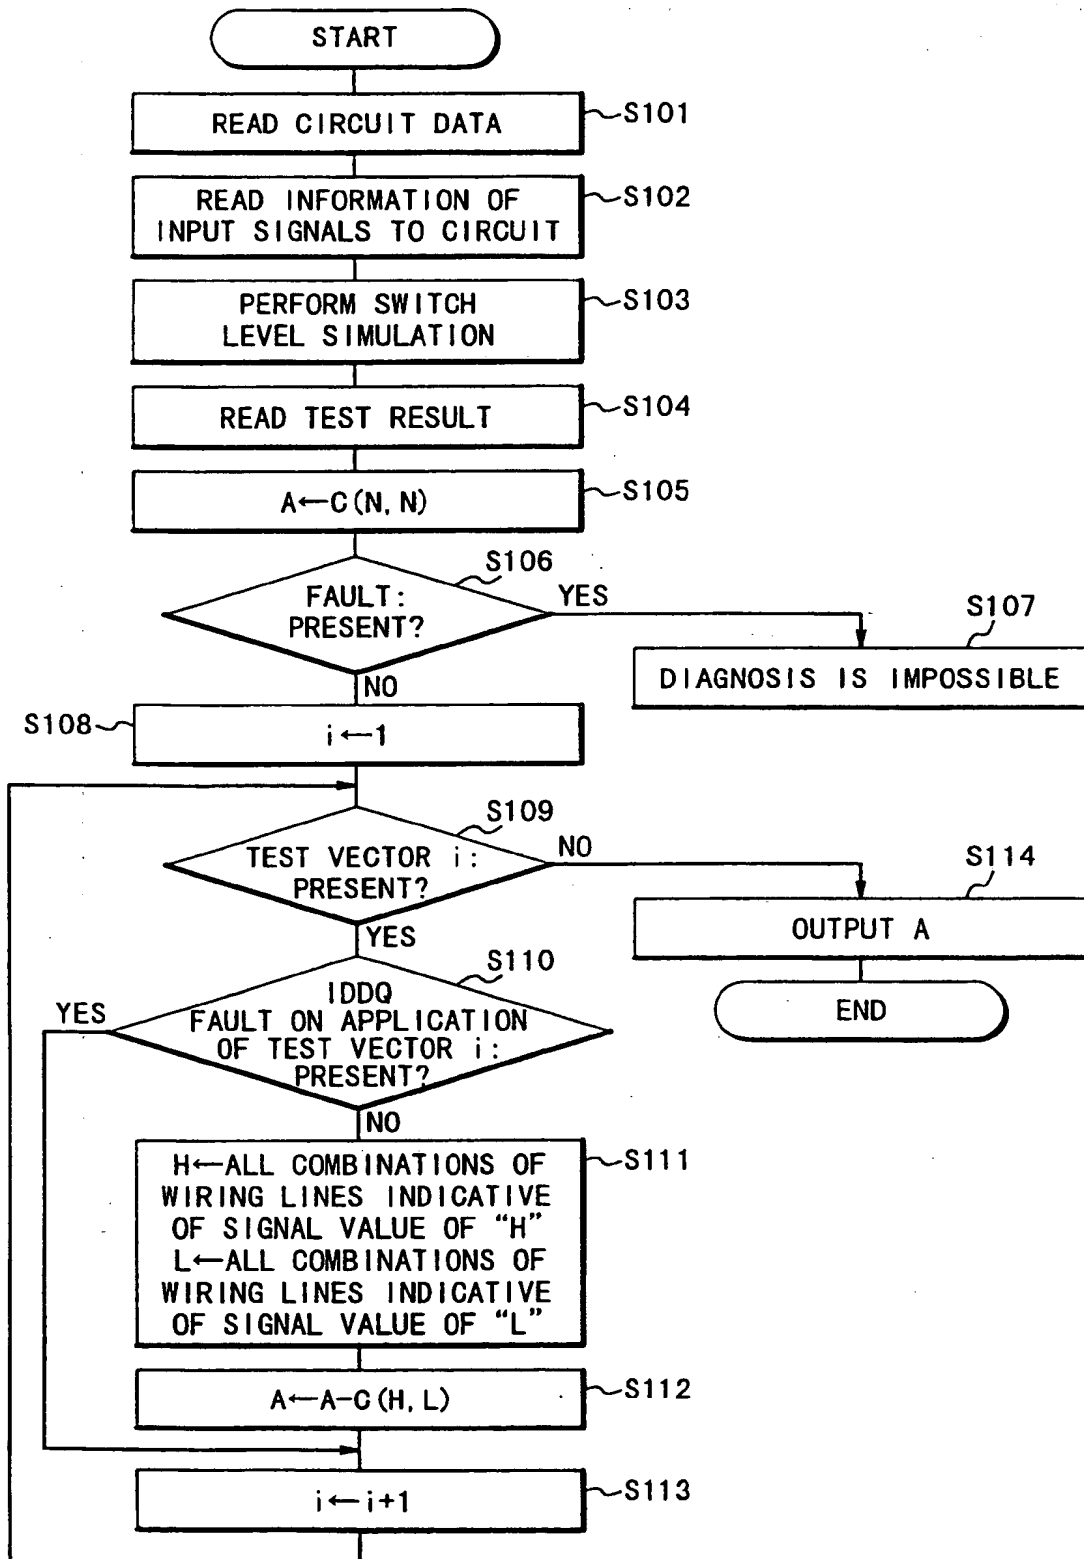 START
READ CIRCUIT DATA
S101
READ INFORMATION OF
INPUT SIGNALS TO CIRCUIT
S102
PERFORM SWITCH
LEVEL SIMULATION
S103
READ TEST RESULT
S104
A←C(N,N)
S105
S106
FAULT:
PRESENT?
YES
NO
S107
DIAGNOSIS IS IMPOSSIBLE
S108
i←1
S109
TEST VECTOR i:
PRESENT?
NO
YES
S114
OUTPUT A
END
S110
IDDQ
FAULT ON APPLICATION
OF TEST VECTOR i:
PRESENT?
YES
NO
H←ALL COMBINATIONS OF
WIRING LINES INDICATIVE
OF SIGNAL VALUE OF “H”
L←ALL COMBINATIONS OF
WIRING LINES INDICATIVE
OF SIGNAL VALUE OF “L”
S111
A←A-C(H,L)
S112
i←i+1
S113